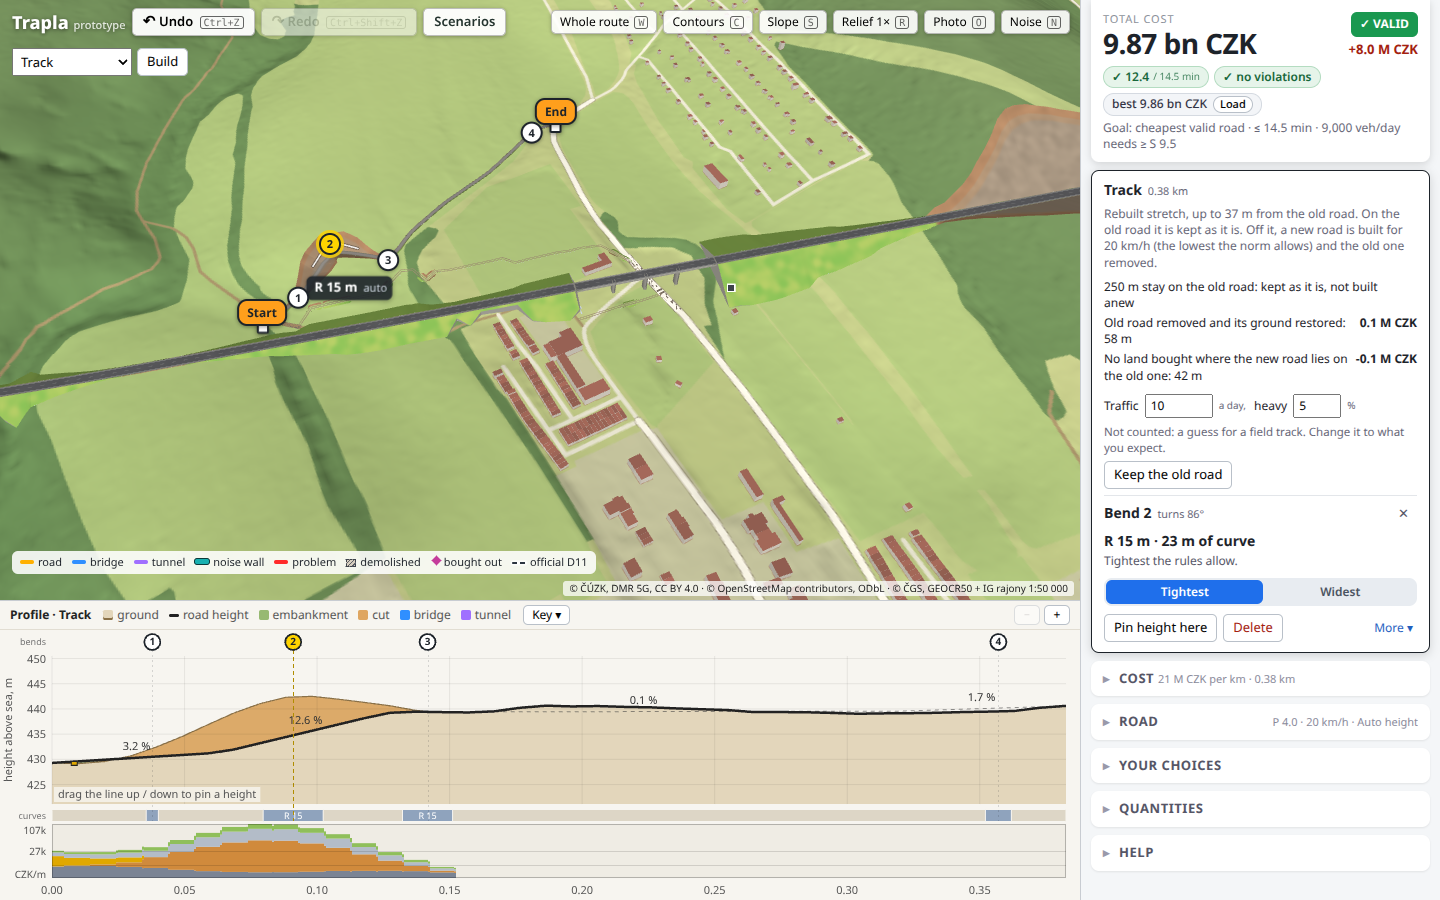 Trapla prototype
↶ Undo Ctrl+Z
↷ Redo Ctrl+Shift+Z
Scenarios
Whole route W
Contours C
Slope S
Relief 1× R
Photo O
Noise N
Track
Build
End
4
2
3
1
R 15 m auto
Start
road
bridge
tunnel
noise wall
problem
demolished
bought out
official D11
© ČÚZK, DMR 5G, CC BY 4.0 · © OpenStreetMap contributors, ODbL · © ČGS, GEOCR50 + IG rajony 1:50 000
Profile · Track
ground
road height
embankment
cut
bridge
tunnel
Key ▾
−
+
bends
1
2
3
4
height above sea, m
450
445
440
435
430
425
3.2 %
12.6 %
0.1 %
1.7 %
drag the line up / down to pin a height
curves
R 15
R 15
107k
27k
CZK/m
0.00
0.05
0.10
0.15
0.20
0.25
0.30
0.35
TOTAL COST
9.87 bn CZK
✓ VALID
+8.0 M CZK
✓ 12.4 / 14.5 min
✓ no violations
best 9.86 bn CZK Load
Goal: cheapest valid road · ≤ 14.5 min · 9,000 veh/day
needs ≥ S 9.5
Track 0.38 km
Rebuilt stretch, up to 37 m from the old road. On the
old road it is kept as it is. Off it, a new road is built for
20 km/h (the lowest the norm allows) and the old one
removed.
250 m stay on the old road: kept as it is, not built
anew
Old road removed and its ground restored: 0.1 M CZK
58 m
No land bought where the new road lies on -0.1 M CZK
the old one: 42 m
Traffic 10 a day, heavy 5 %
Not counted: a guess for a field track. Change it to what
you expect.
Keep the old road
Bend 2 turns 86° ✕
R 15 m · 23 m of curve
Tightest the rules allow.
Tightest
Widest
Pin height here
Delete
More ▾
▶ COST 21 M CZK per km · 0.38 km
▶ ROAD P 4.0 · 20 km/h · Auto height
▶ YOUR CHOICES
▶ QUANTITIES
▶ HELP